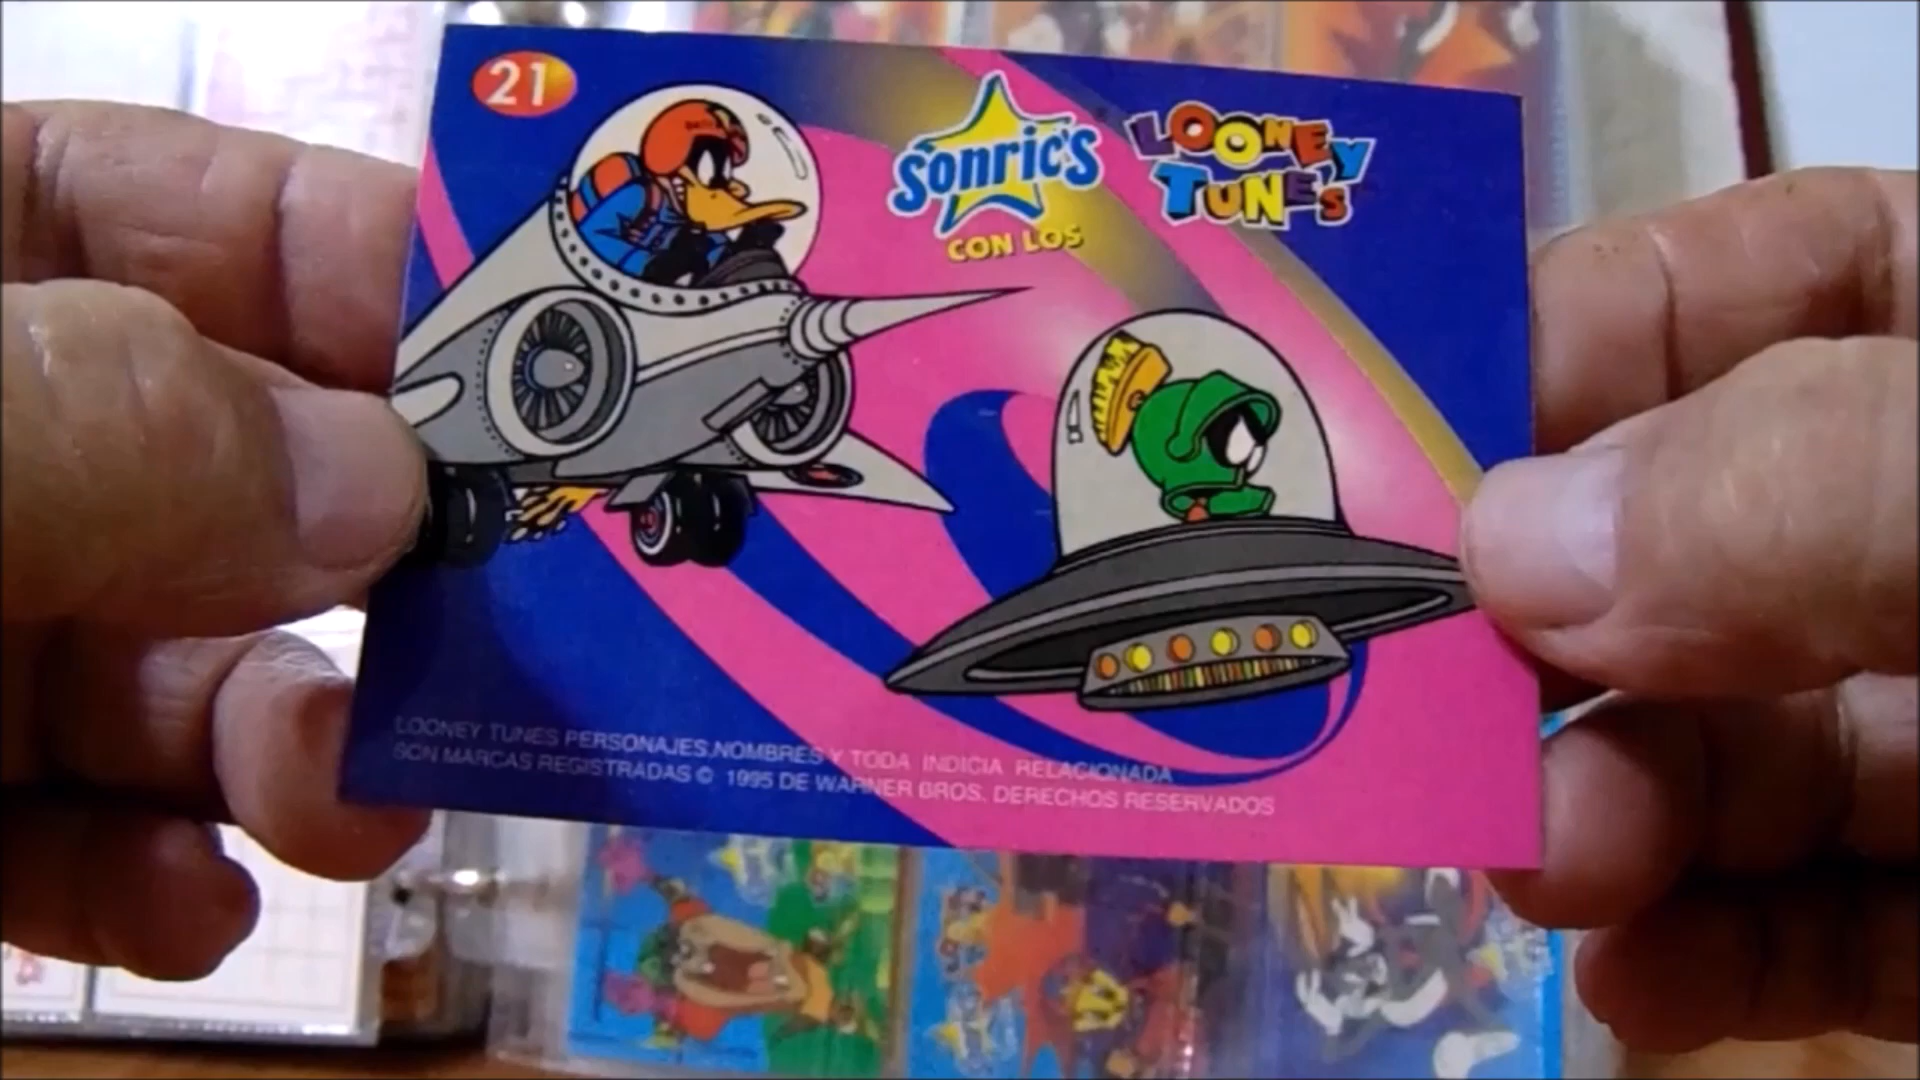 21
Sonric's
LOONEY
TUNES
CON LOS
LOONEY TUNES PERSONAJES,NOMBRES Y TODA INDICIA RELACIONADA
SON MARCAS REGISTRADAS © 1995 DE WARNER BROS. DERECHOS RESERVADOS